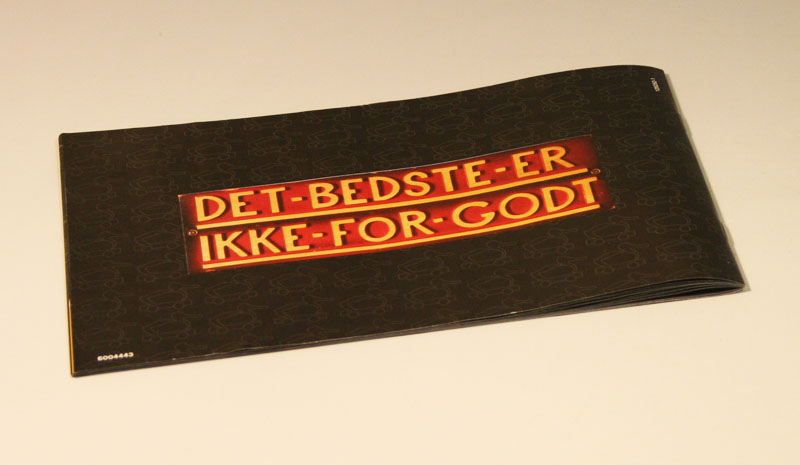 DET-BEDSTE-ER
IKKE-FOR-GODT
6004443